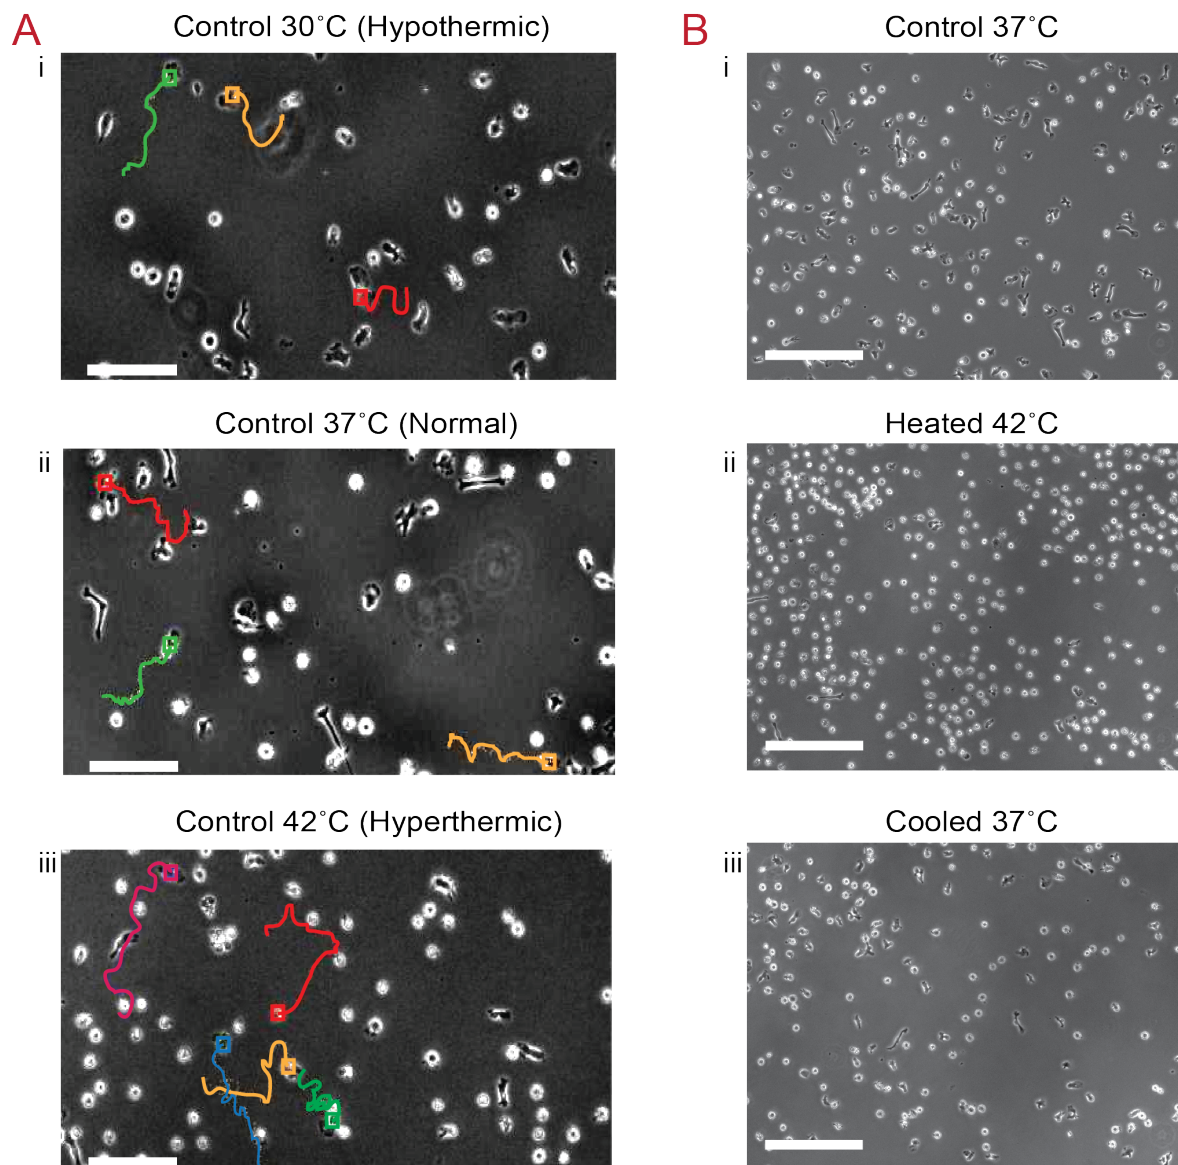 A
Control 30˚C (Hypothermic)
i
Control 37˚C (Normal)
ii
Control 42˚C (Hyperthermic)
iii
B
Control 37˚C
i
Heated 42˚C
ii
Cooled 37˚C
iii